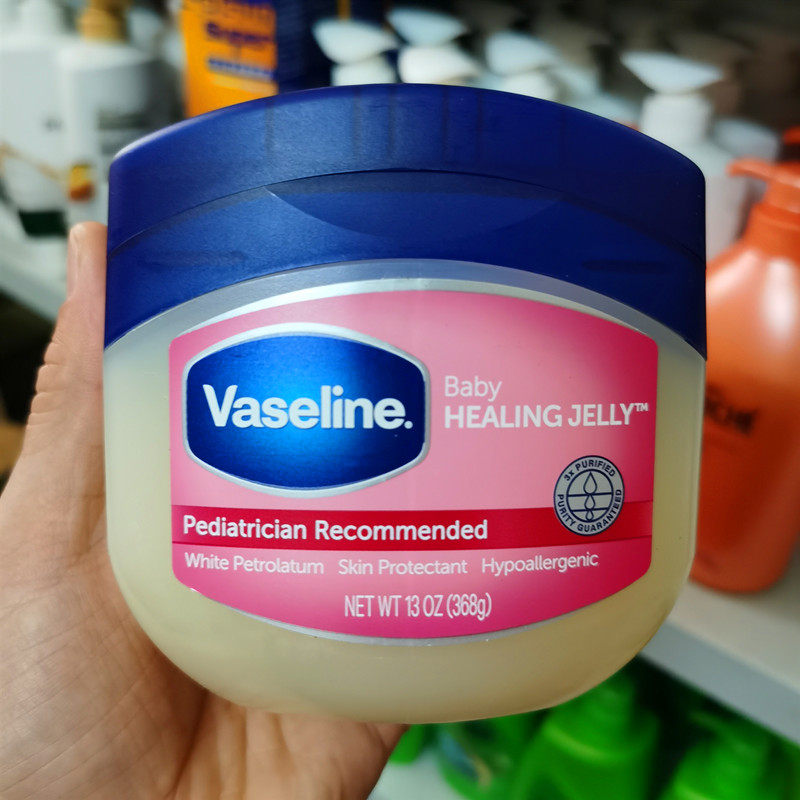 Super
Vaseline.
Baby
HEALING JELLY™
3X PURIFIED
PURITY GUARANTEED
Pediatrician Recommended
White Petrolatum Skin Protectant Hypoallergenic
NET WT 13 OZ (368g)